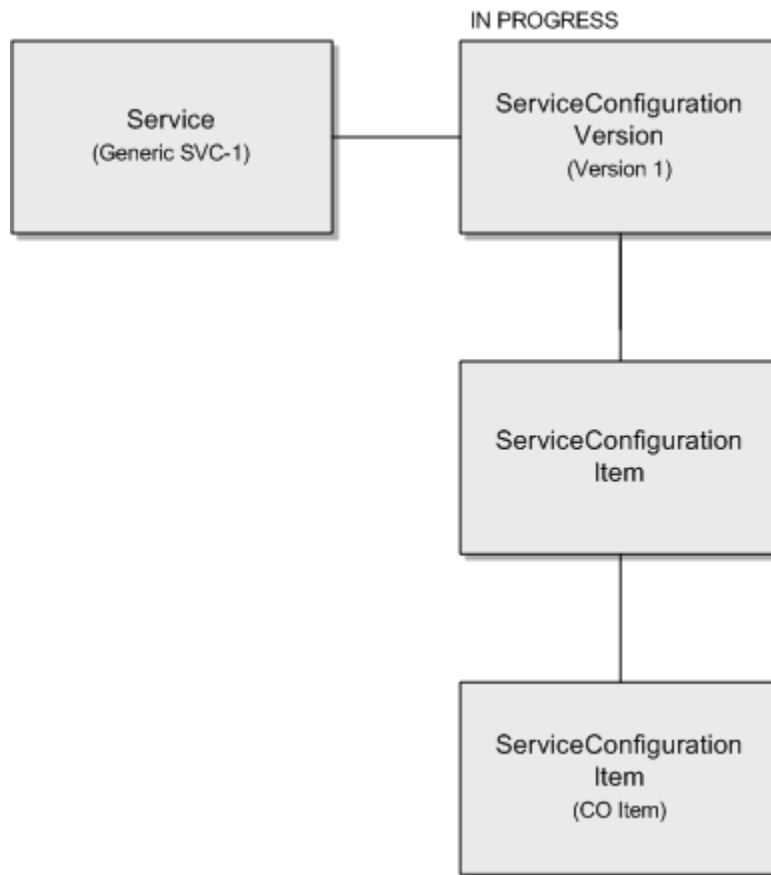 IN PROGRESS
Service
(Generic SVC-1)
ServiceConfiguration
Version
(Version 1)
ServiceConfiguration
Item
ServiceConfiguration
Item
(CO Item)